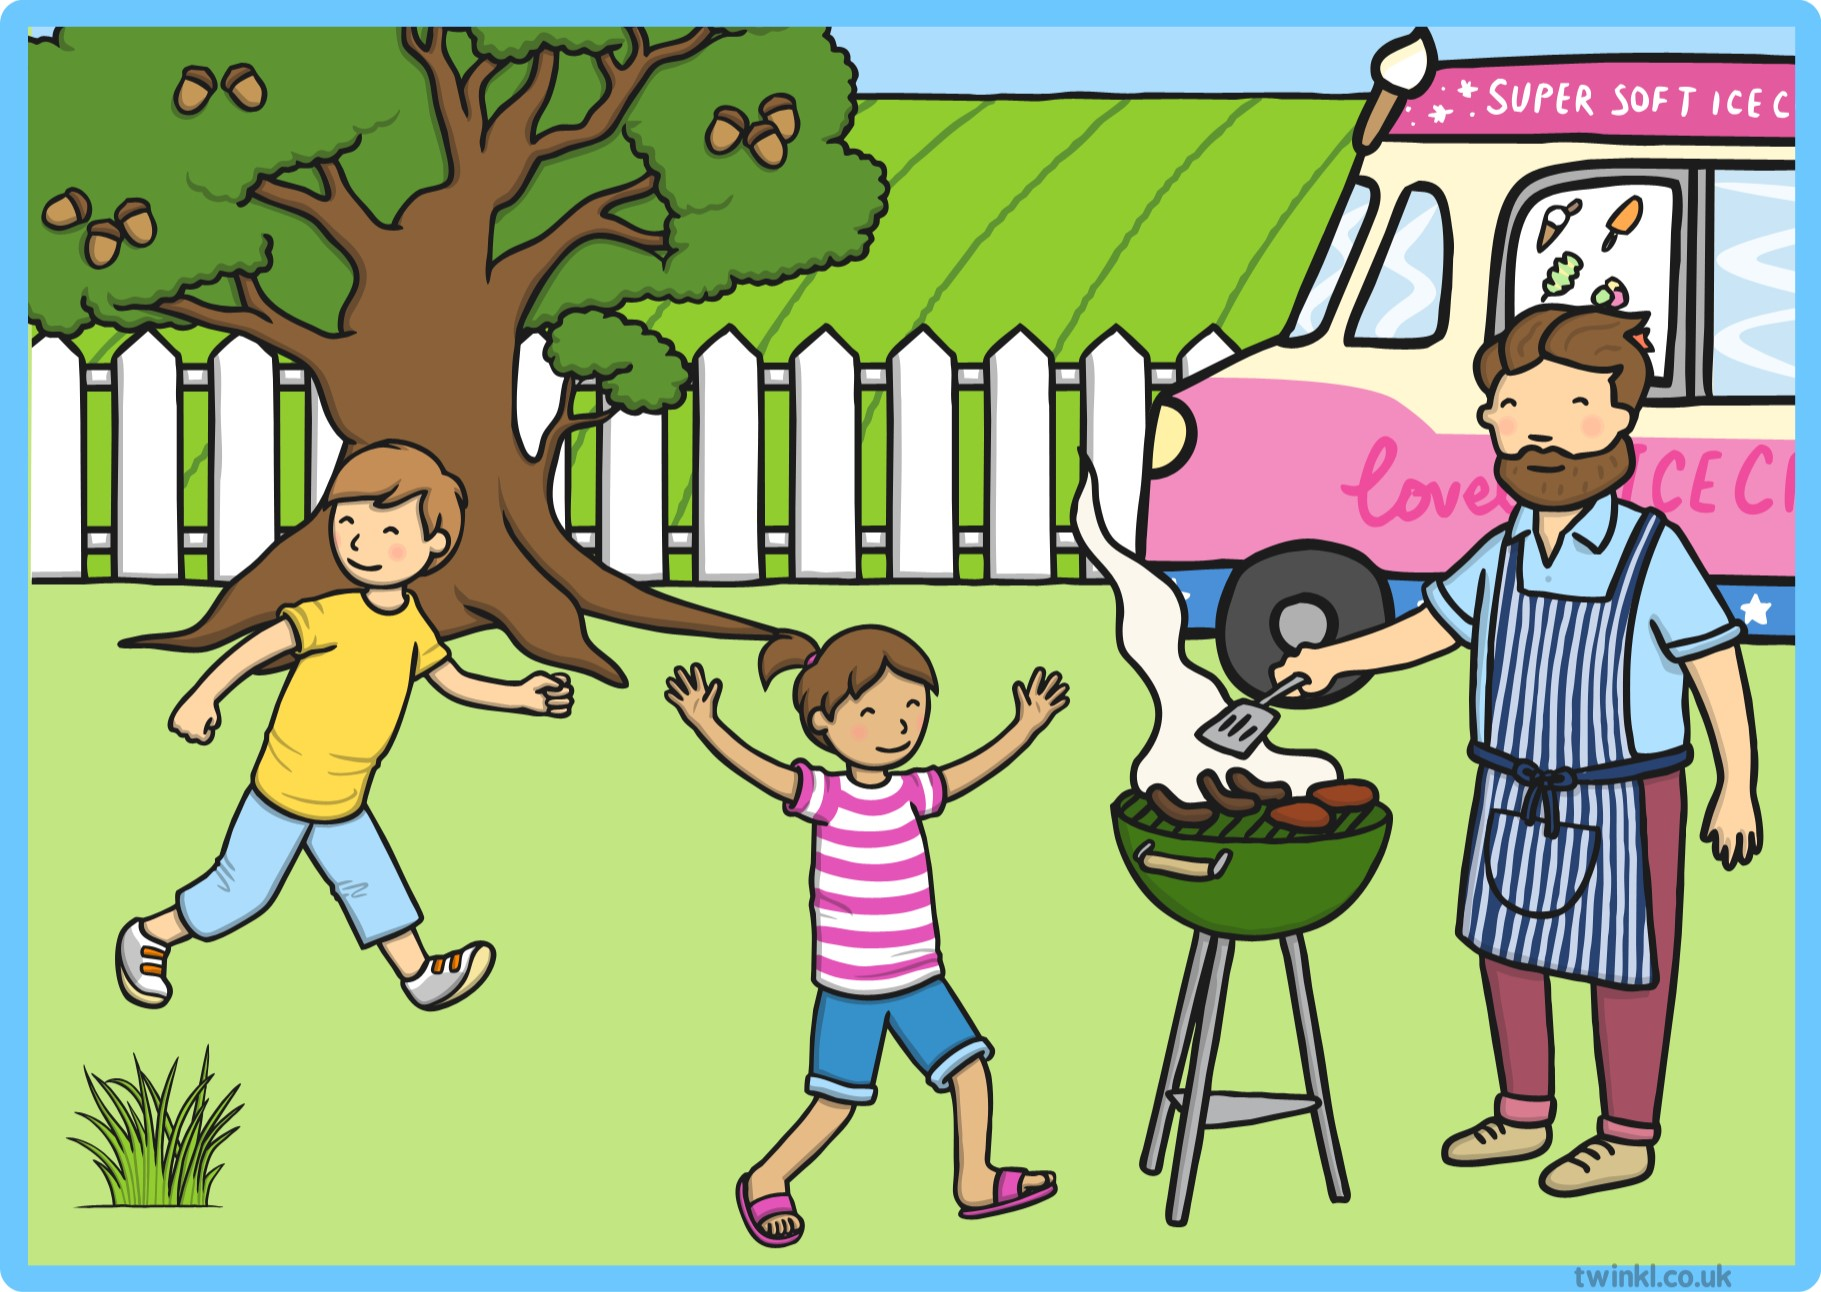 SUPER SOFT ICE C
love ICE C
twinkl.co.uk